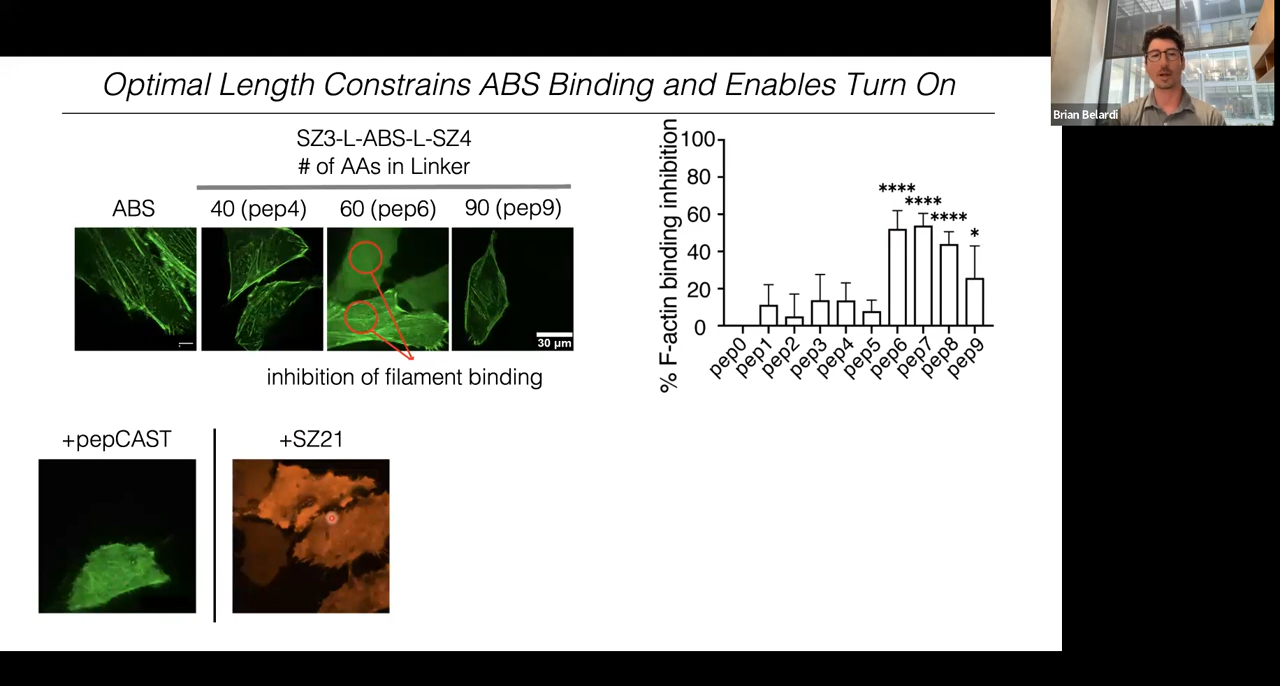 Optimal Length Constrains ABS Binding and Enables Turn On
SZ3-L-ABS-L-SZ4
# of AAs in Linker
ABS
40 (pep4)
60 (pep6)
90 (pep9)
30 µm
inhibition of filament binding
+pepCAST
+SZ21
% F-actin binding inhibition
100
80
60
40
20
0
****
****
****
*
pep0
pep1
pep2
pep3
pep4
pep5
pep6
pep7
pep8
pep9
Brian Belardi